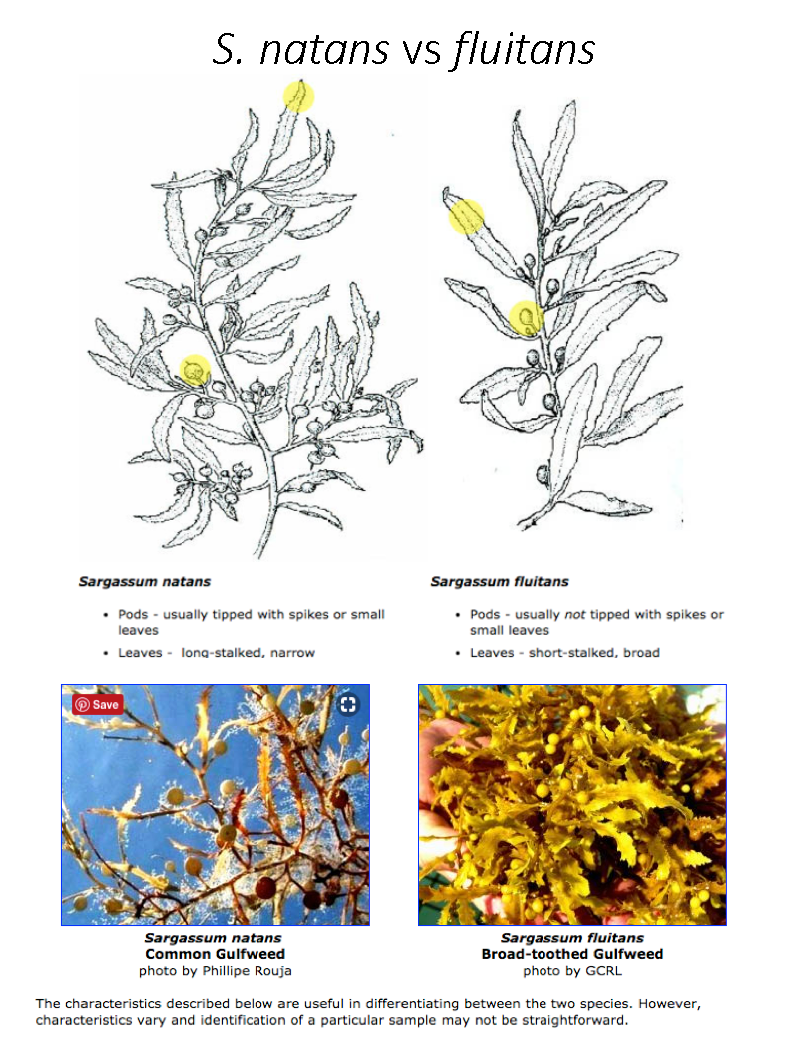 S. natans vs fluitans
Sargassum natans
• Pods - usually tipped with spikes or small
leaves
• Leaves - long-stalked, narrow
Sargassum fluitans
• Pods - usually not tipped with spikes or
small leaves
• Leaves - short-stalked, broad
Save
Sargassum natans
Common Gulfweed
photo by Phillipe Rouja
Sargassum fluitans
Broad-toothed Gulfweed
photo by GCRL
The characteristics described below are useful in differentiating between the two species. However,
characteristics vary and identification of a particular sample may not be straightforward.